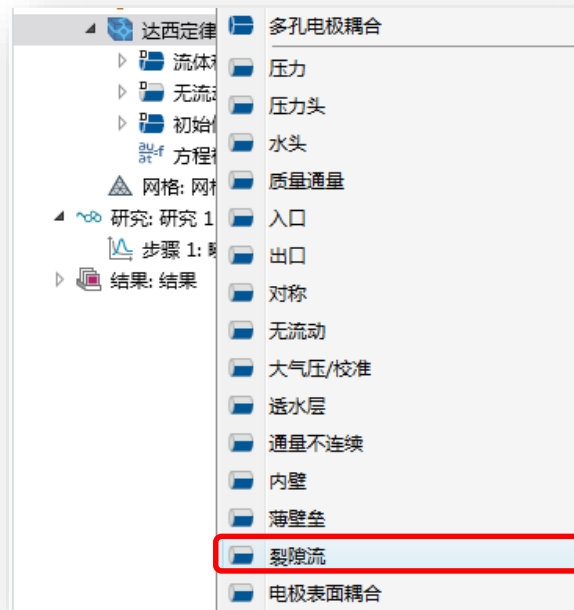 达西定律
流体
无流
初始
方程
网格: 网
研究: 研究 1
步骤 1:
结果: 结果
多孔电极耦合
压力
压力头
水头
质量通量
入口
出口
对称
无流动
大气压/校准
透水层
通量不连续
内壁
薄壁垒
裂隙流
电极表面耦合